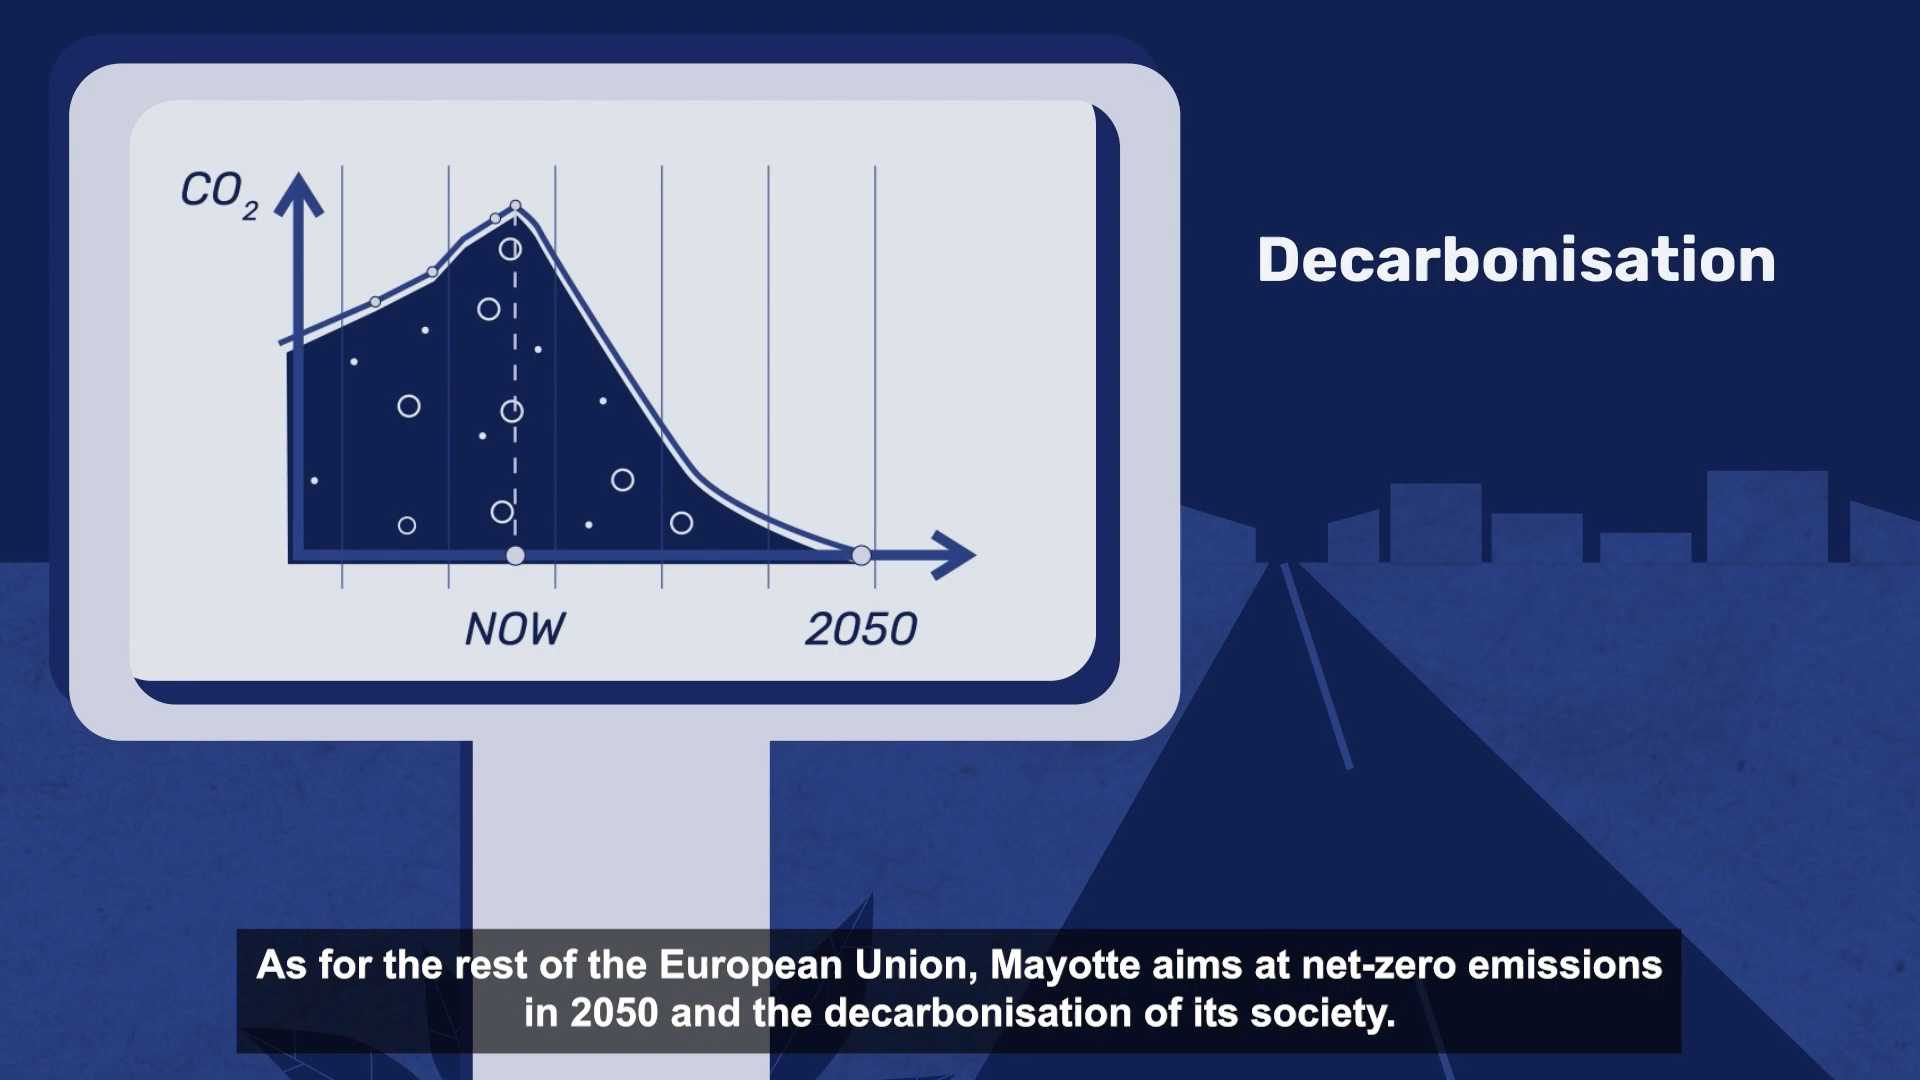 CO2
NOW
2050
Decarbonisation
As for the rest of the European Union, Mayotte aims at net-zero emissions
in 2050 and the decarbonisation of its society.